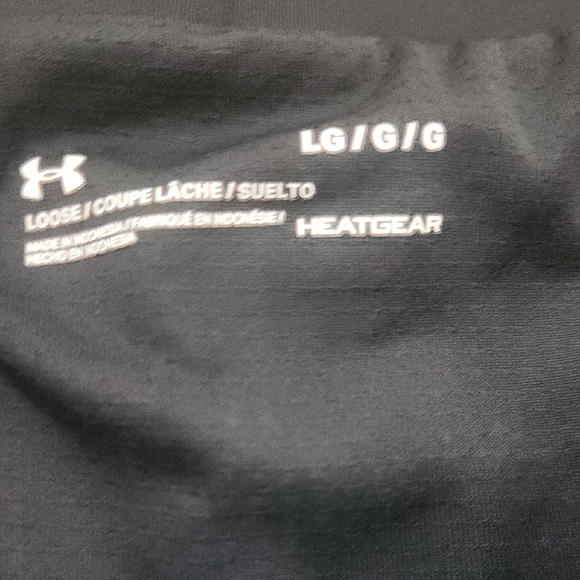 LG/G/G
LOOSE/COUPE LÂCHE/SUELTO
MADE IN INDONESIA/FABRIQUÉ EN INDONÉSIE/
HECHO EN INDONESIA
HEATGEAR